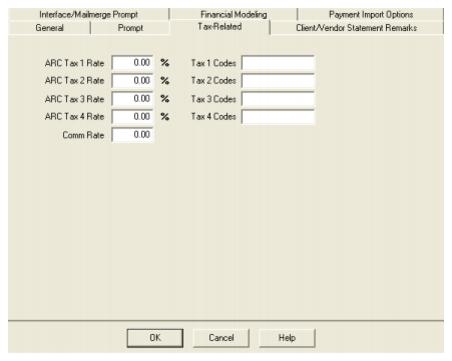 Interface/Mailmerge Prompt Financial Modeling Payment Import Options
General Prompt Tax-Related Client/Vendor Statement Remarks
ARC Tax 1 Rate 0.00 % Tax 1 Codes
ARC Tax 2 Rate 0.00 % Tax 2 Codes
ARC Tax 3 Rate 0.00 % Tax 3 Codes
ARC Tax 4 Rate 0.00 % Tax 4 Codes
Comm Rate 0.00
OK Cancel Help